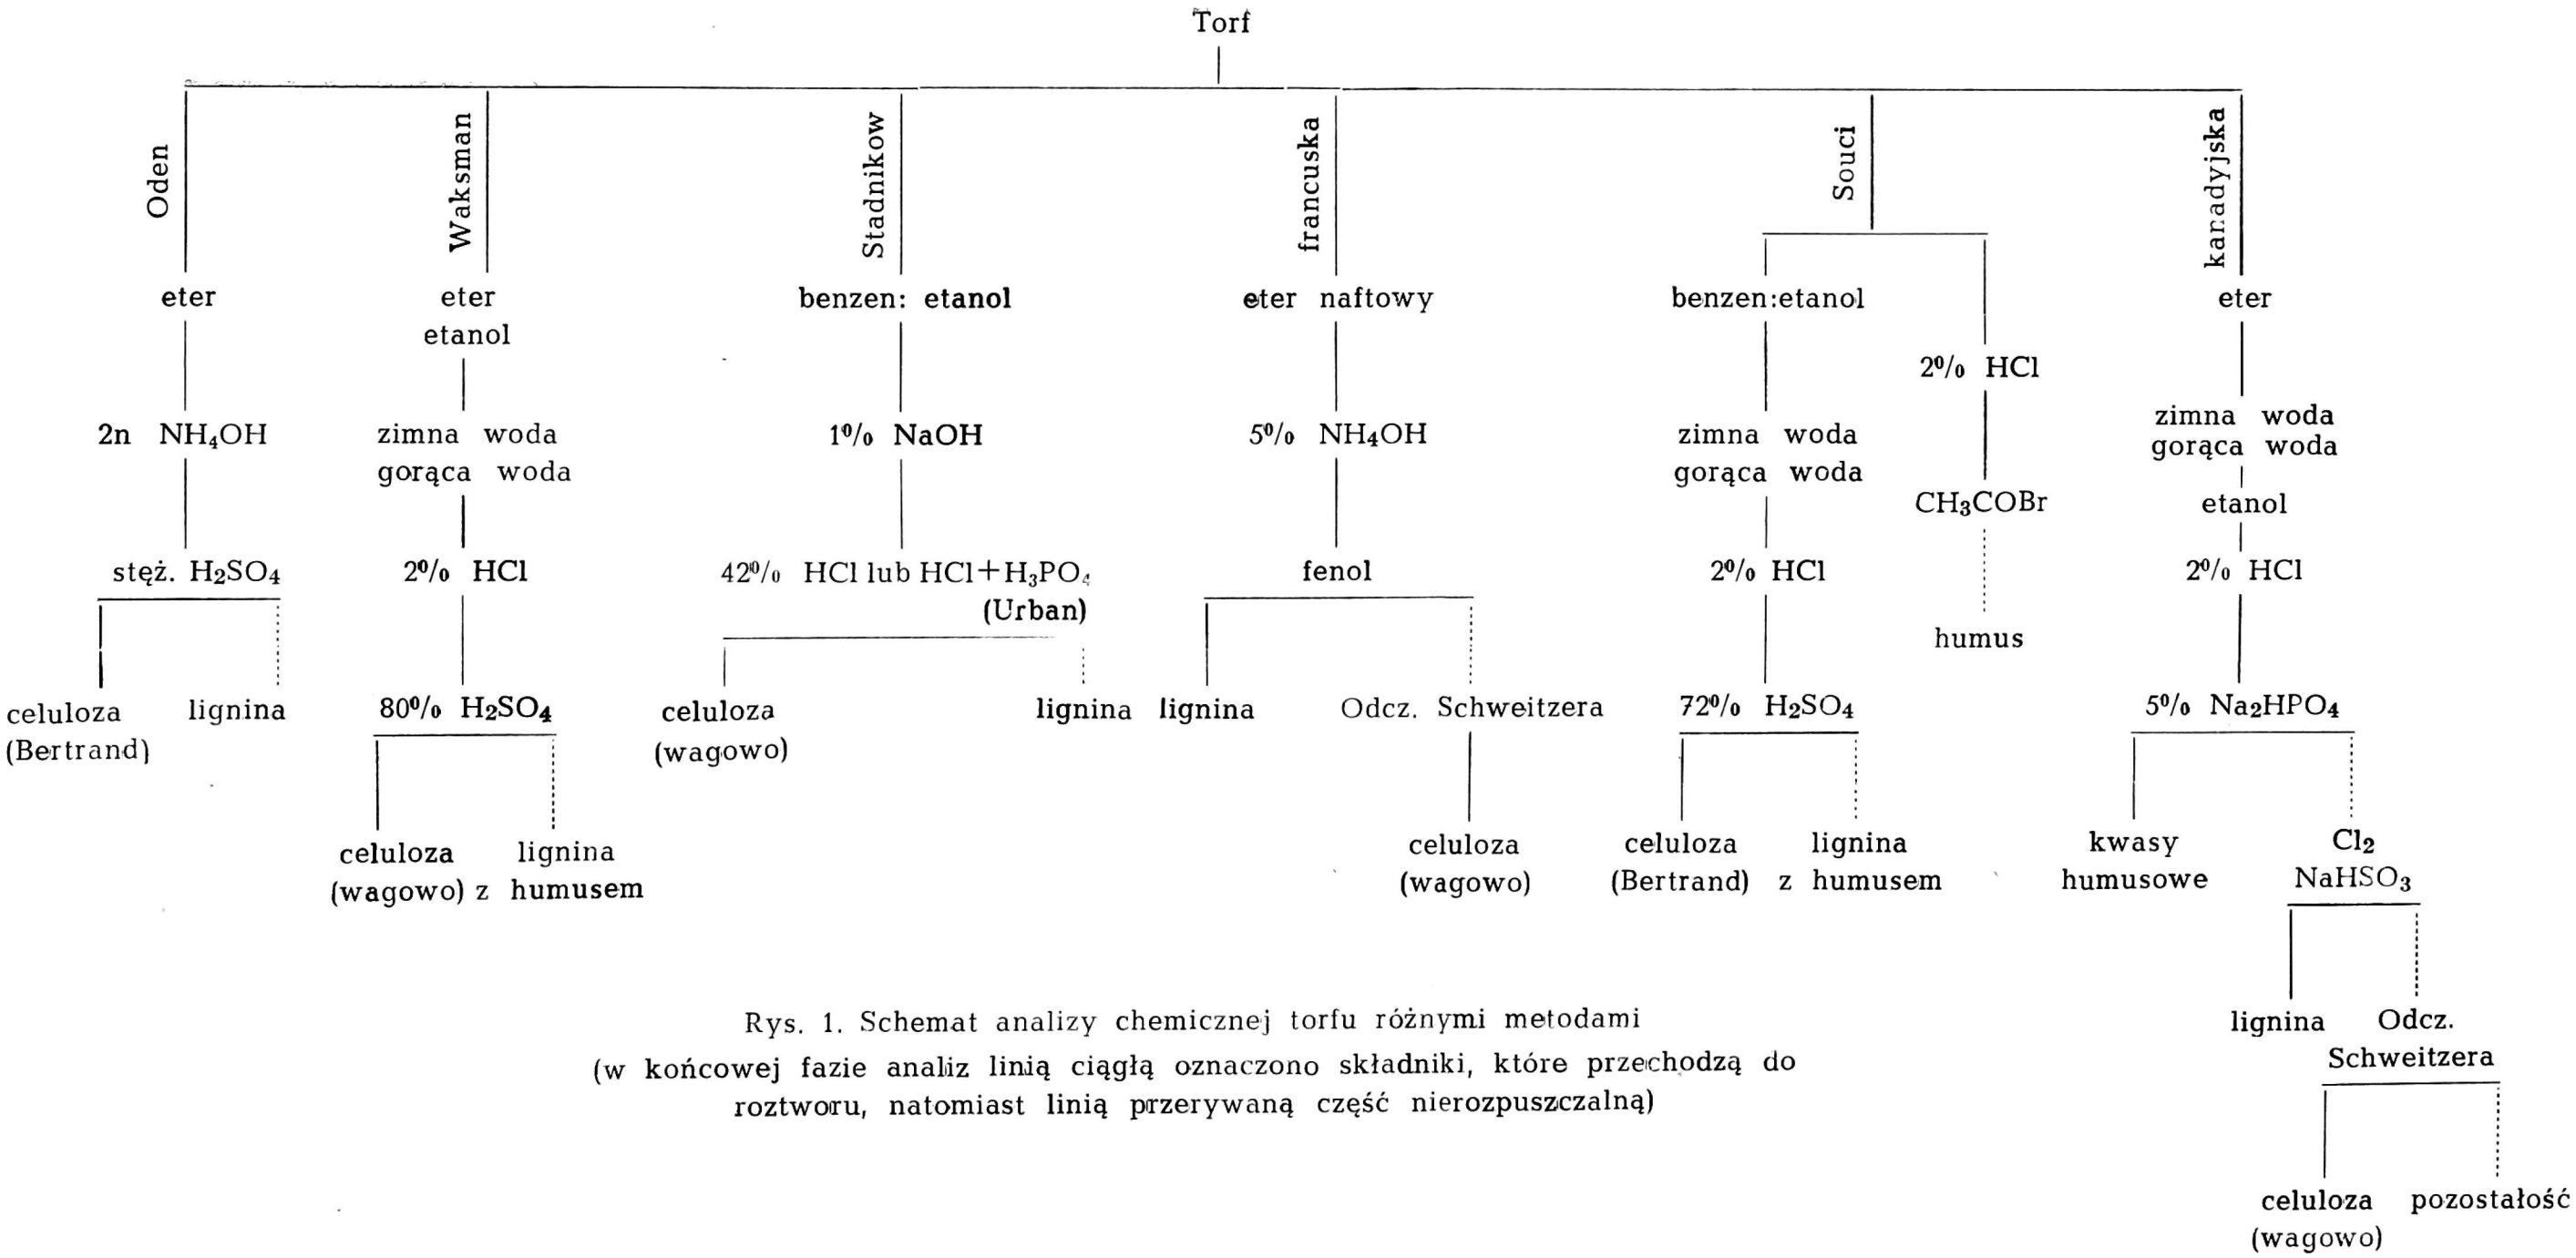 Torf
Oden
Waksman
Stadnikow
francuska
Souci
kanadyjska
eter
2n NH₄OH
stęż. H₂SO₄
celuloza
(Bertrand)
lignina
eter
etanol
zimna woda
gorąca woda
2% HCl
80% H₂SO₄
celuloza
(wagowo)
lignina
z humusem
benzen: etanol
1% NaOH
42% HCl lub HCl+H₃PO₄
(Urban)
celuloza
(wagowo)
lignina
eter naftowy
5% NH₄OH
fenol
lignina
Odcz. Schweitzera
celuloza
(wagowo)
benzen:etanol
zimna woda
gorąca woda
2% HCl
72% H₂SO₄
celuloza
(Bertrand)
lignina
z humusem
2% HCl
CH₃COBr
humus
eter
zimna woda
gorąca woda
etanol
2% HCl
5% Na₂HPO₄
kwasy
humusowe
Cl₂
NaHSO₃
lignina
Odcz.
Schweitzera
celuloza
(wagowo)
pozostałość
Rys. 1. Schemat analizy chemicznej torfu różnymi metodami
(w końcowej fazie analiz linią ciągłą oznaczono składniki, które przechodzą do
roztworu, natomiast linią przerywaną część nierozpuszczalną)